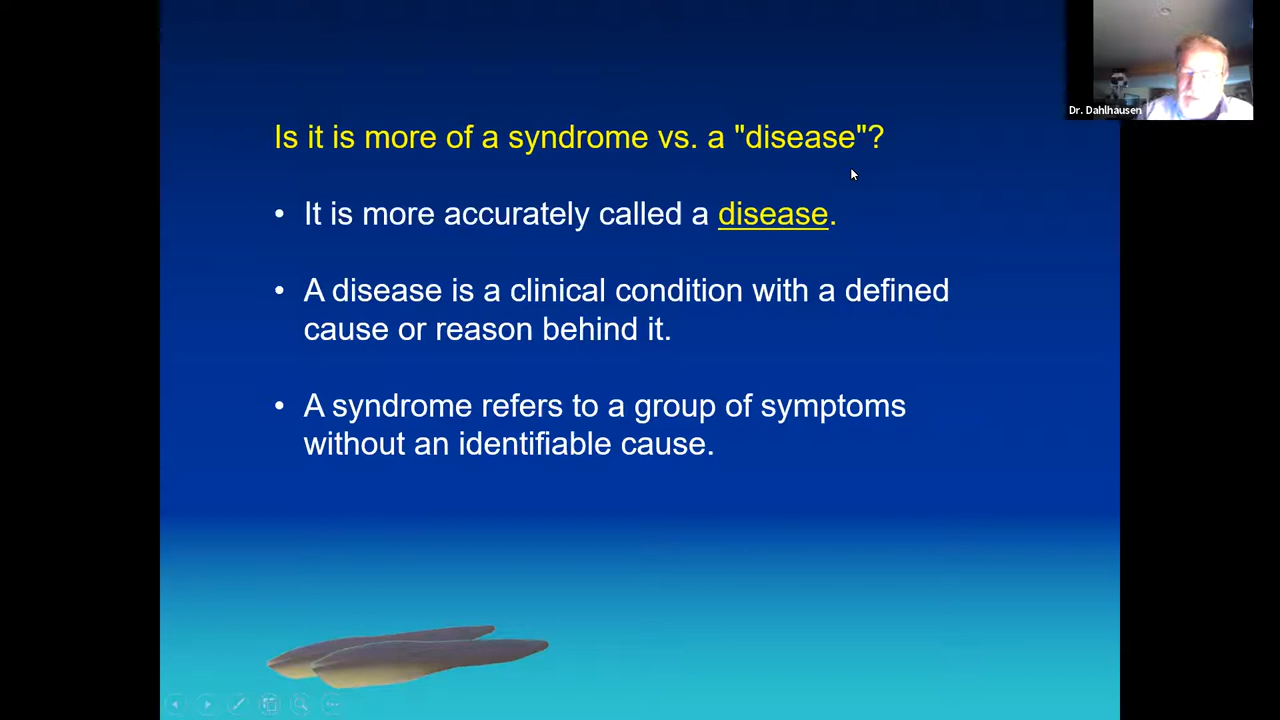 Dr. Dahlhausen
Is it is more of a syndrome vs. a "disease"?
• It is more accurately called a disease.
• A disease is a clinical condition with a defined
cause or reason behind it.
• A syndrome refers to a group of symptoms
without an identifiable cause.